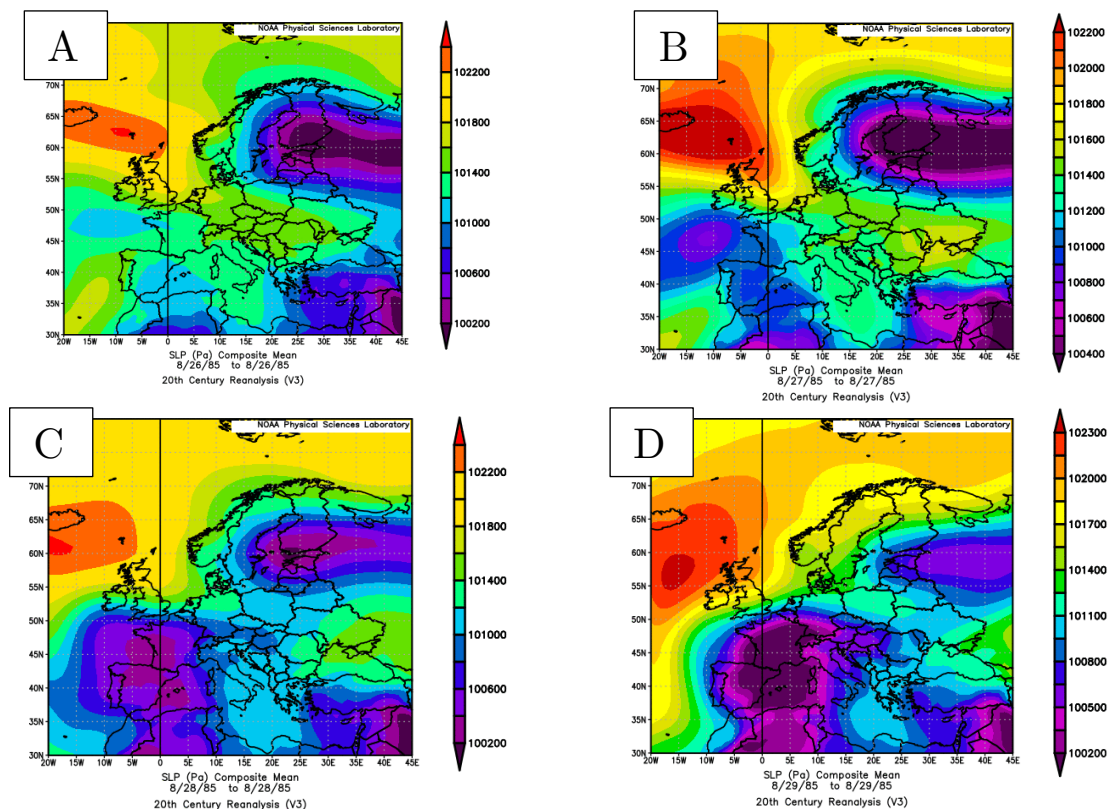 A
NOAA Physical Sciences Laboratory
70N
65N
60N
55N
50N
45N
40N
35N
30N
20W 15W 10W 5W 0 5E 10E 15E 20E 25E 30E 35E 40E 45E
102200
101800
101400
101000
100600
100200
SLP (Pa) Composite Mean
8/26/85 to 8/26/85
20th Century Reanalysis (V3)
B
NOAA Physical Sciences Laboratory
70N
65N
60N
55N
50N
45N
40N
35N
30N
20W 15W 10W 5W 0 5E 10E 15E 20E 25E 30E 35E 40E 45E
102200
102000
101800
101600
101400
101200
101000
100800
100600
100400
SLP (Pa) Composite Mean
8/27/85 to 8/27/85
20th Century Reanalysis (V3)
C
NOAA Physical Sciences Laboratory
70N
65N
60N
55N
50N
45N
40N
35N
30N
20W 15W 10W 5W 0 5E 10E 15E 20E 25E 30E 35E 40E 45E
102200
101800
101400
101000
100600
100200
SLP (Pa) Composite Mean
8/28/85 to 8/28/85
20th Century Reanalysis (V3)
D
NOAA Physical Sciences Laboratory
70N
65N
60N
55N
50N
45N
40N
35N
30N
20W 15W 10W 5W 0 5E 10E 15E 20E 25E 30E 35E 40E 45E
102300
102000
101700
101400
101100
100800
100500
100200
SLP (Pa) Composite Mean
8/29/85 to 8/29/85
20th Century Reanalysis (V3)